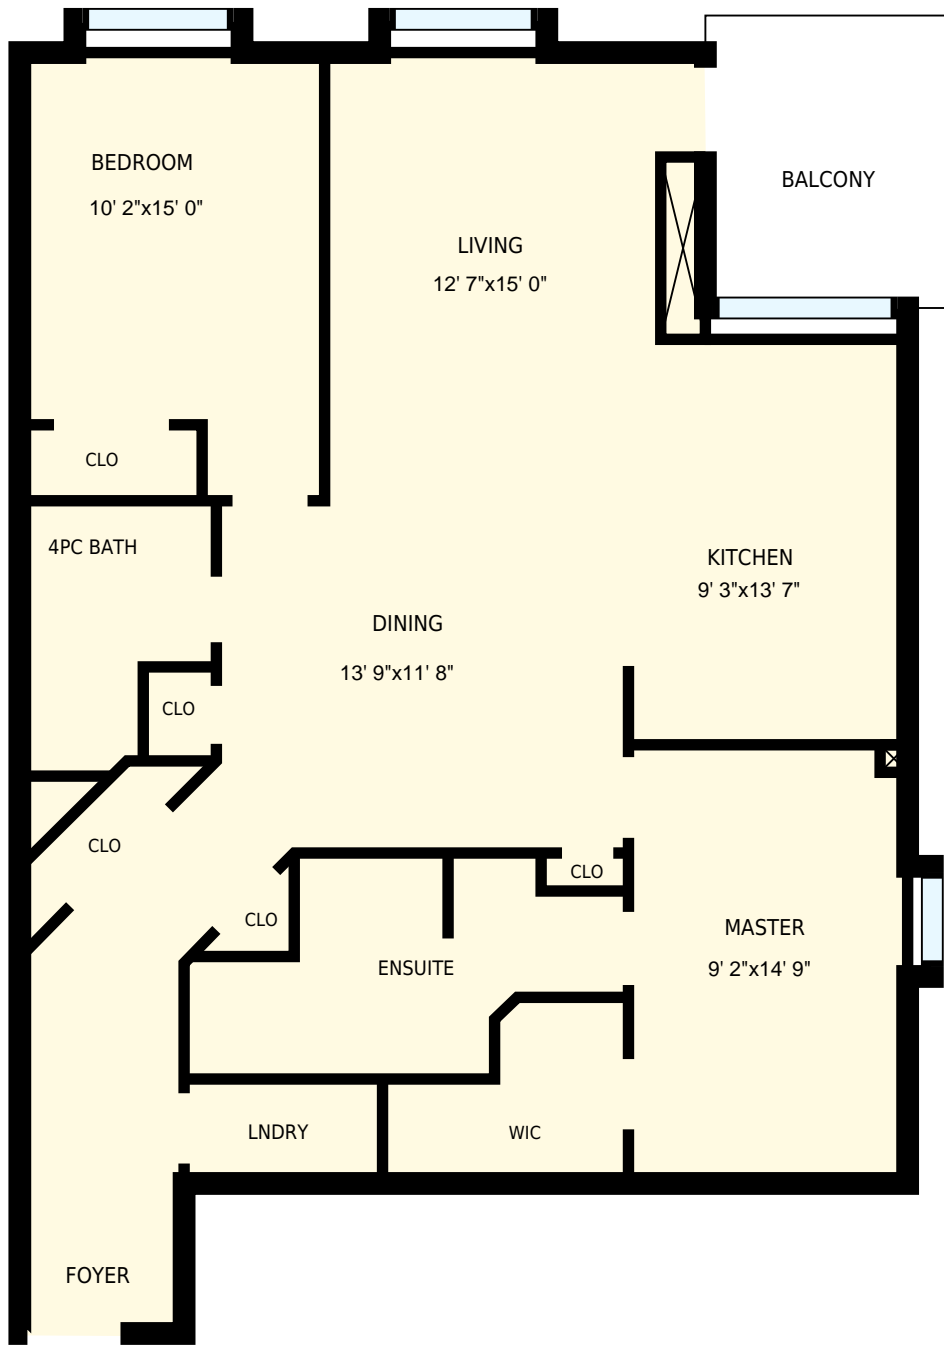 BEDROOM
10' 2"x15' 0"
BALCONY
LIVING
12' 7"x15' 0"
CLO
4PC BATH
KITCHEN
9' 3"x13' 7"
DINING
13' 9"x11' 8"
CLO
CLO
CLO
CLO
MASTER
9' 2"x14' 9"
ENSUITE
LNDRY
WIC
FOYER